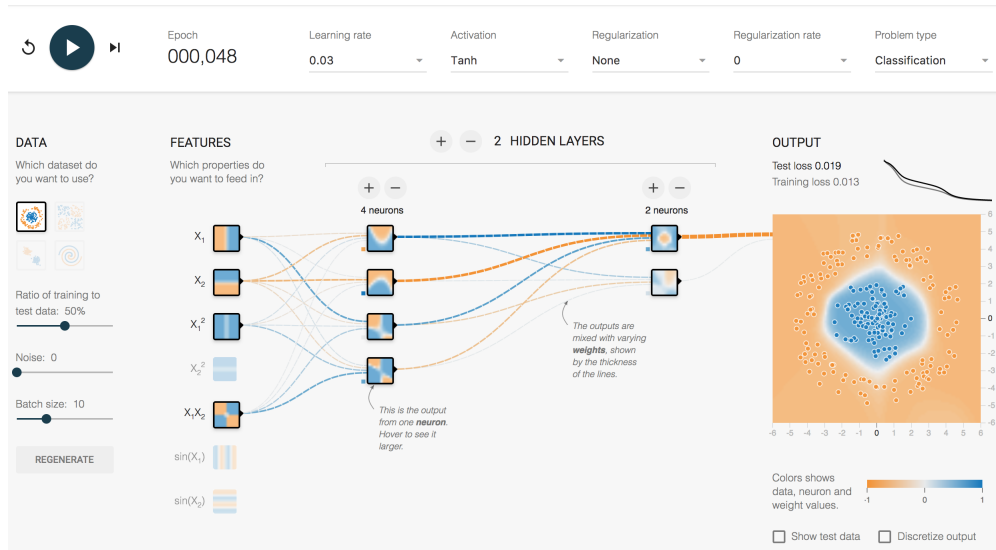 Epoch
000,048
Learning rate
0.03
Activation
Tanh
Regularization
None
Regularization rate
0
Problem type
Classification
DATA
Which dataset do
you want to use?
Ratio of training to
test data: 50%
Noise: 0
Batch size: 10
REGENERATE
FEATURES
Which properties do
you want to feed in?
X₁
X₂
X₁²
X₂²
X₁X₂
sin(X₁)
sin(X₂)
+ − 2 HIDDEN LAYERS
+ −
4 neurons
+ −
2 neurons
This is the output
from one neuron.
Hover to see it
larger.
The outputs are
mixed with varying
weights, shown
by the thickness
of the lines.
OUTPUT
Test loss 0.019
Training loss 0.013
6
5
4
3
2
1
0
-1
-2
-3
-4
-5
-6
-6 -5 -4 -3 -2 -1 0 1 2 3 4 5 6
Colors shows
data, neuron and
weight values.
-1 0 1
Show test data
Discretize output